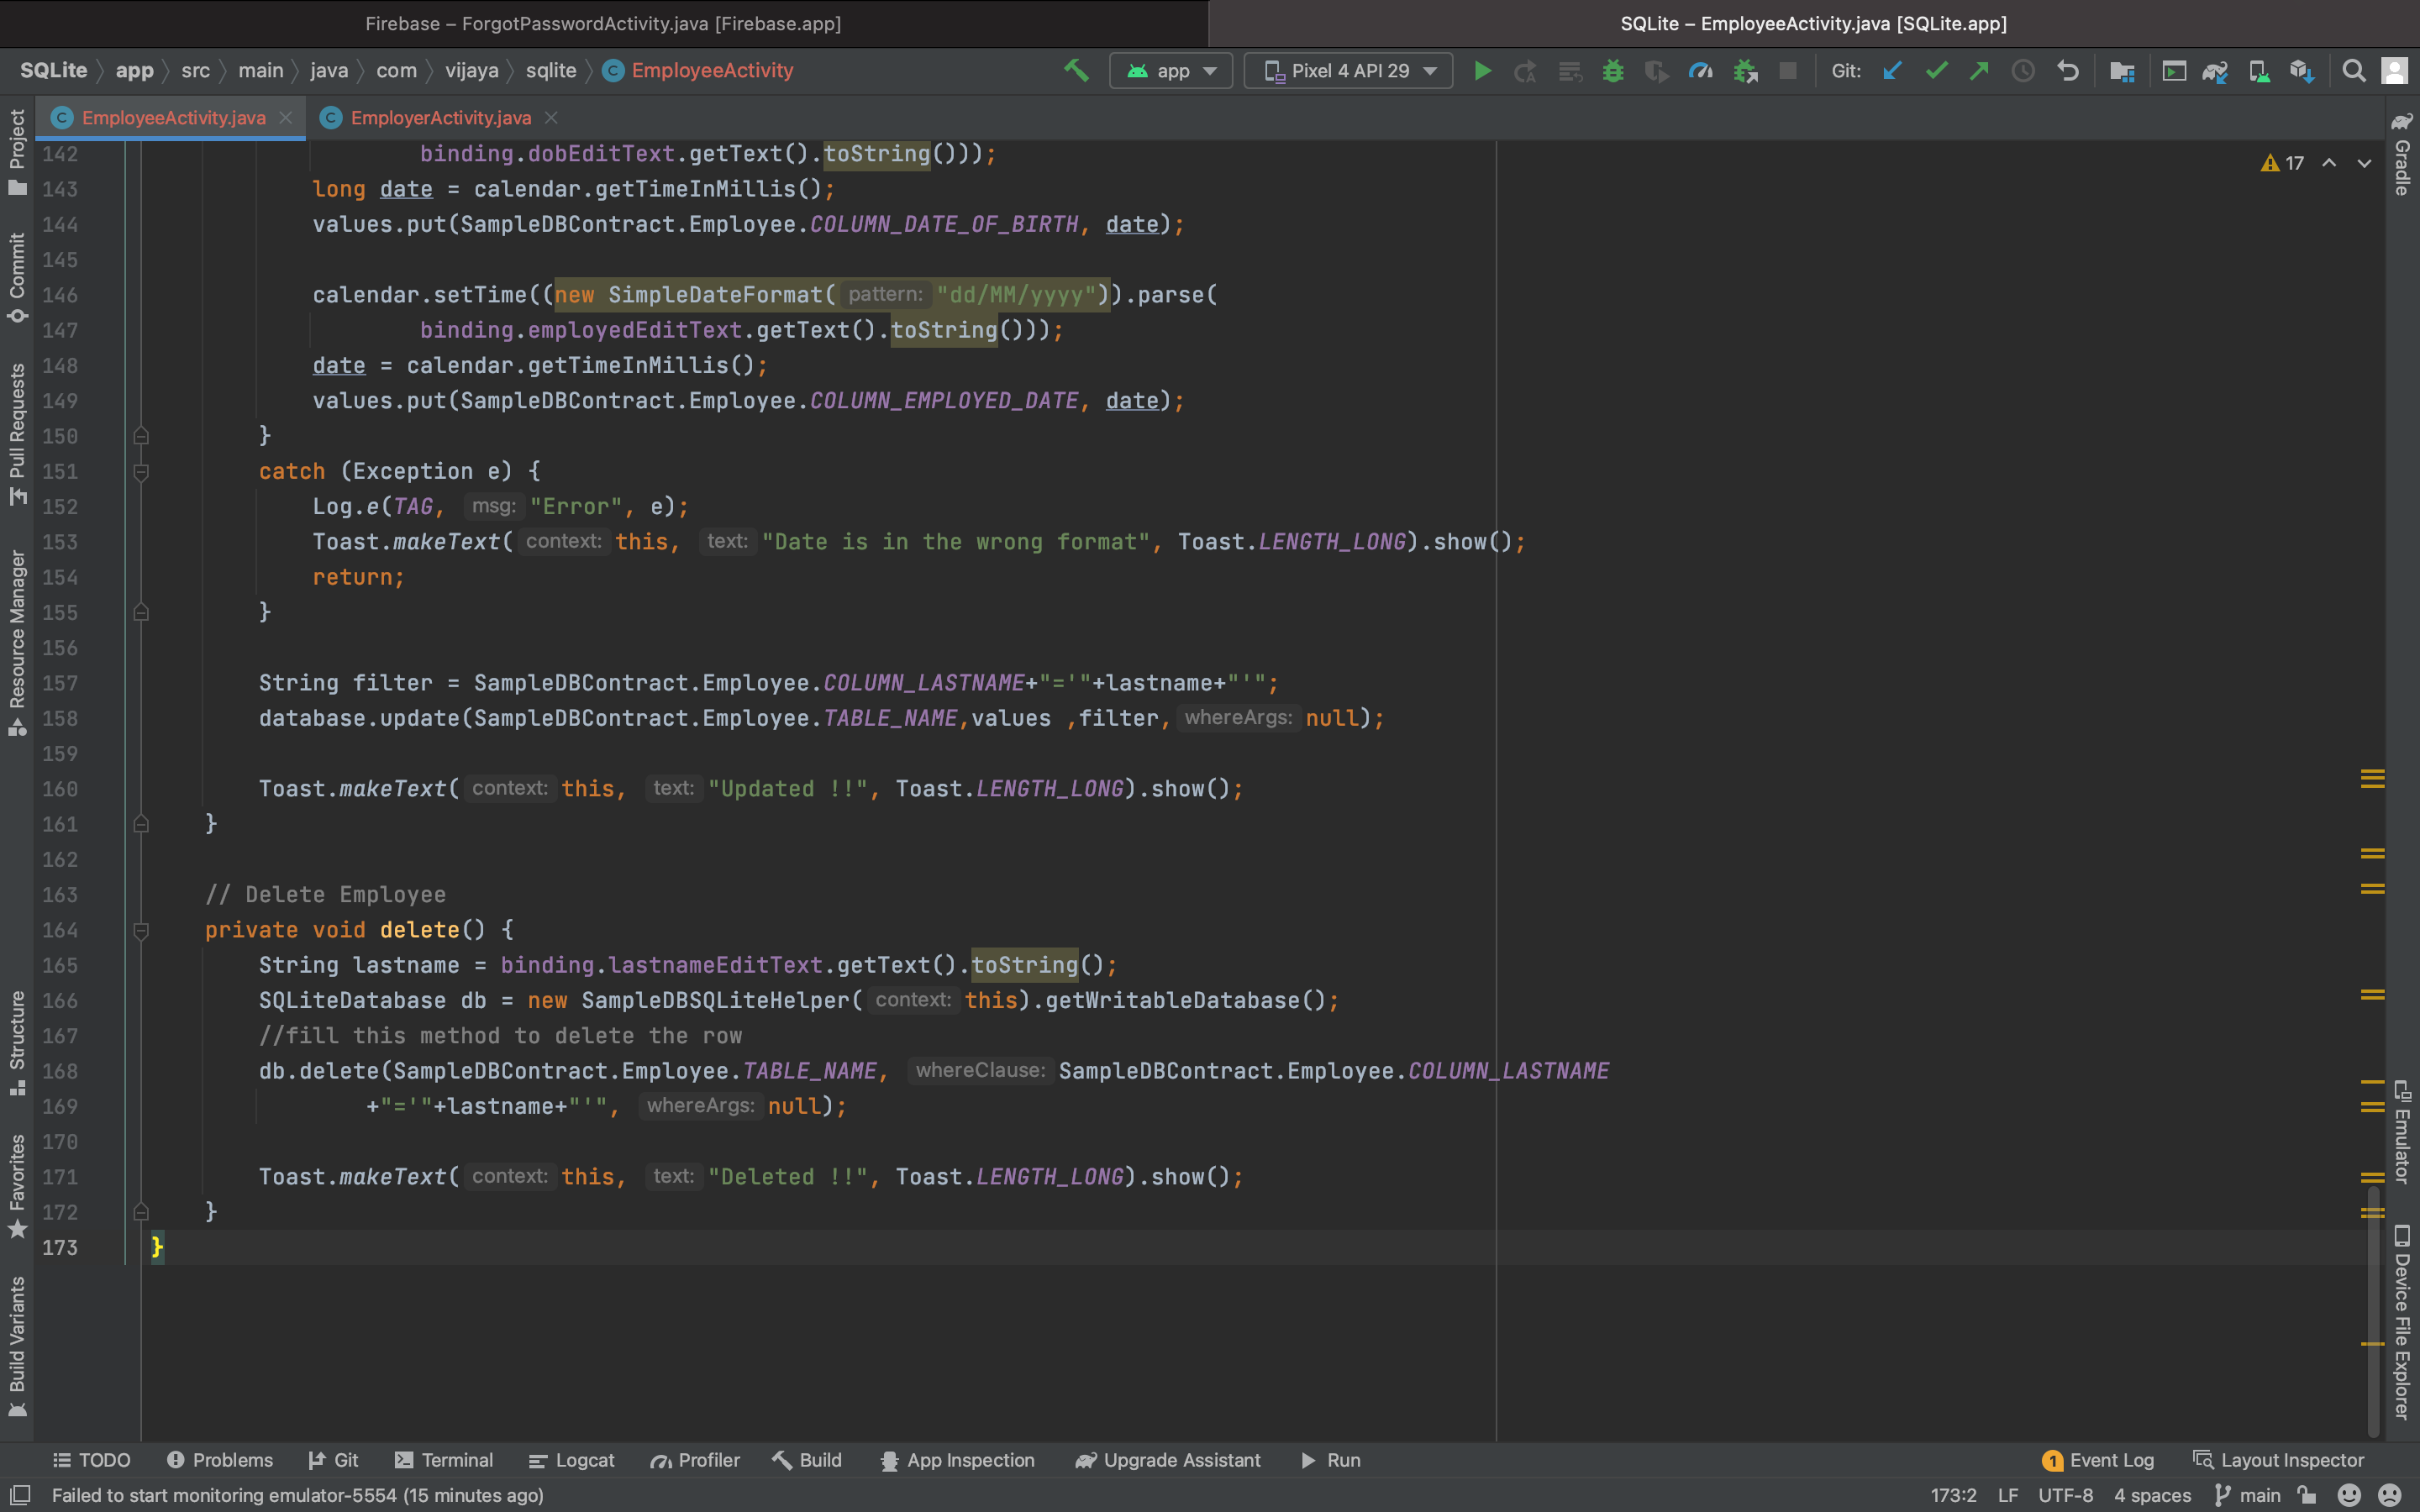 Firebase – ForgotPasswordActivity.java [Firebase.app]
SQLite – EmployeeActivity.java [SQLite.app]
SQLite app src main java com vijaya sqlite C EmployeeActivity
app Pixel 4 API 29 Git:
C EmployeeActivity.java C EmployerActivity.java
17
142 binding.dobEditText.getText().toString()));
143 long date = calendar.getTimeInMillis();
144 values.put(SampleDBContract.Employee.COLUMN_DATE_OF_BIRTH, date);
145
146 calendar.setTime((new SimpleDateFormat( pattern: "dd/MM/yyyy")).parse(
147 binding.employedEditText.getText().toString()));
148 date = calendar.getTimeInMillis();
149 values.put(SampleDBContract.Employee.COLUMN_EMPLOYED_DATE, date);
150 }
151 catch (Exception e) {
152 Log.e(TAG, msg: "Error", e);
153 Toast.makeText( context: this, text: "Date is in the wrong format", Toast.LENGTH_LONG).show();
154 return;
155 }
156
157 String filter = SampleDBContract.Employee.COLUMN_LASTNAME+"='"+lastname+"'";
158 database.update(SampleDBContract.Employee.TABLE_NAME,values ,filter, whereArgs: null);
159
160 Toast.makeText( context: this, text: "Updated !!", Toast.LENGTH_LONG).show();
161 }
162
163 // Delete Employee
164 private void delete() {
165 String lastname = binding.lastnameEditText.getText().toString();
166 SQLiteDatabase db = new SampleDBSQLiteHelper( context: this).getWritableDatabase();
167 //fill this method to delete the row
168 db.delete(SampleDBContract.Employee.TABLE_NAME, whereClause: SampleDBContract.Employee.COLUMN_LASTNAME
169 +"='"+lastname+"'", whereArgs: null);
170
171 Toast.makeText( context: this, text: "Deleted !!", Toast.LENGTH_LONG).show();
172 }
173 }
Project
Commit
Pull Requests
Resource Manager
Structure
Favorites
Build Variants
Gradle
Emulator
Device File Explorer
TODO Problems Git Terminal Logcat Profiler Build App Inspection Upgrade Assistant Run
1 Event Log Layout Inspector
Failed to start monitoring emulator-5554 (15 minutes ago)
173:2 LF UTF-8 4 spaces main